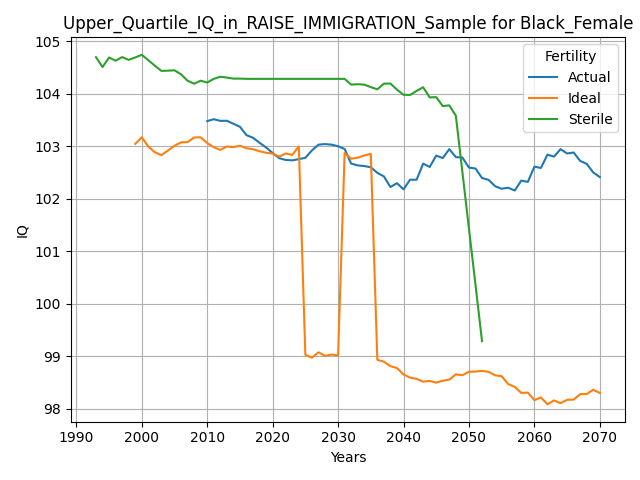 Upper_Quartile_IQ_in_RAISE_IMMIGRATION_Sample for Black_Female
105
104
103
102
101
100
99
98
IQ
Fertility
Actual
Ideal
Sterile
1990
2000
2010
2020
2030
2040
2050
2060
2070
Years